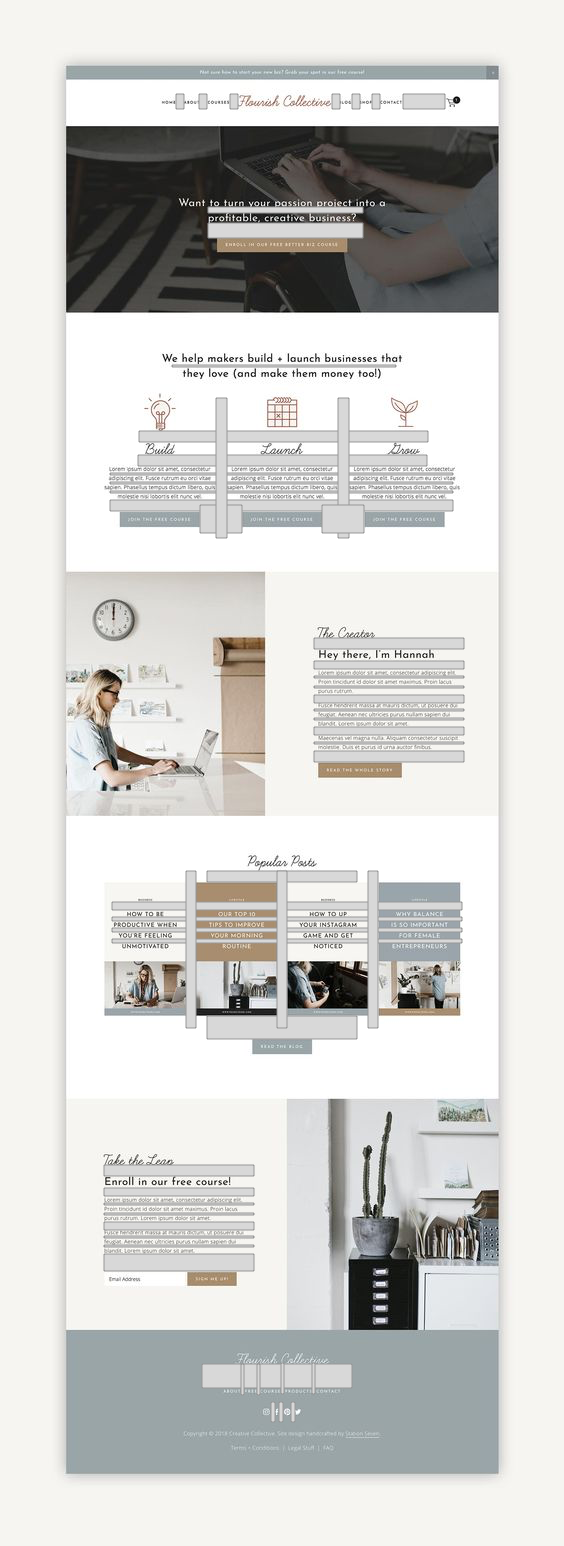 Not sure how to start your new biz? Grab your spot in our free course!
HOME ABOUT COURSES Flourish Collective BLOG SHOP CONTACT
Want to turn your passion project into a
profitable, creative business?
ENROLL IN OUR FREE BETTER BIZ COURSE
We help makers build + launch businesses that
they love (and make them money too!)
Build
Lorem ipsum dolor sit amet, consectetur
adipiscing elit. Fusce rutrum eu orci vitae
sapien. Phasellus tempus dictum libero, quis
molestie nisi lobortis elit nunc vel.
JOIN THE FREE COURSE
Launch
Lorem ipsum dolor sit amet, consectetur
adipiscing elit. Fusce rutrum eu orci vitae
sapien. Phasellus tempus dictum libero, quis
molestie nisi lobortis elit nunc vel.
JOIN THE FREE COURSE
Grow
Lorem ipsum dolor sit amet, consectetur
adipiscing elit. Fusce rutrum eu orci vitae
sapien. Phasellus tempus dictum libero, quis
molestie nisi lobortis elit nunc vel.
JOIN THE FREE COURSE
The Creator
Hey there, I'm Hannah
Lorem ipsum dolor sit amet, consectetur adipiscing elit.
Proin tincidunt id dolor sit amet maximus. Proin lacus
purus rutrum.
Fusce hendrerit massa at mauris dictum, ut posuere dui
feugiat. Aenean nec ultricies purus nullam sapien dui
blandit. Lorem ipsum dolor sit amet.
Maecenas vel magna nulla. Aliquam consectetur suscipit
molestie. Duis et purus id urna auctor finibus.
READ THE WHOLE STORY
Popular Posts
BUSINESS
HOW TO BE
PRODUCTIVE WHEN
YOU'RE FEELING
UNMOTIVATED
LIFESTYLE
OUR TOP 10
TIPS TO IMPROVE
YOUR MORNING
ROUTINE
BUSINESS
HOW TO UP
YOUR INSTAGRAM
GAME AND GET
NOTICED
LIFESTYLE
WHY BALANCE
IS SO IMPORTANT
FOR FEMALE
ENTREPRENEURS
READ THE BLOG
Take the Leap
Enroll in our free course!
Lorem ipsum dolor sit amet, consectetur adipiscing elit.
Proin tincidunt id dolor sit amet maximus. Proin lacus
purus rutrum. Lorem ipsum dolor sit amet.
Fusce hendrerit massa at mauris dictum, ut posuere dui
feugiat. Aenean nec ultricies purus nullam sapien dui
blandit. Lorem ipsum dolor sit amet.
Email Address
SIGN ME UP!
Flourish Collective
ABOUT FREE COURSE PRODUCTS CONTACT
Copyright © 2018 Creative Collective. Site design handcrafted by Station Seven.
Terms + Conditions | Legal Stuff | FAQ